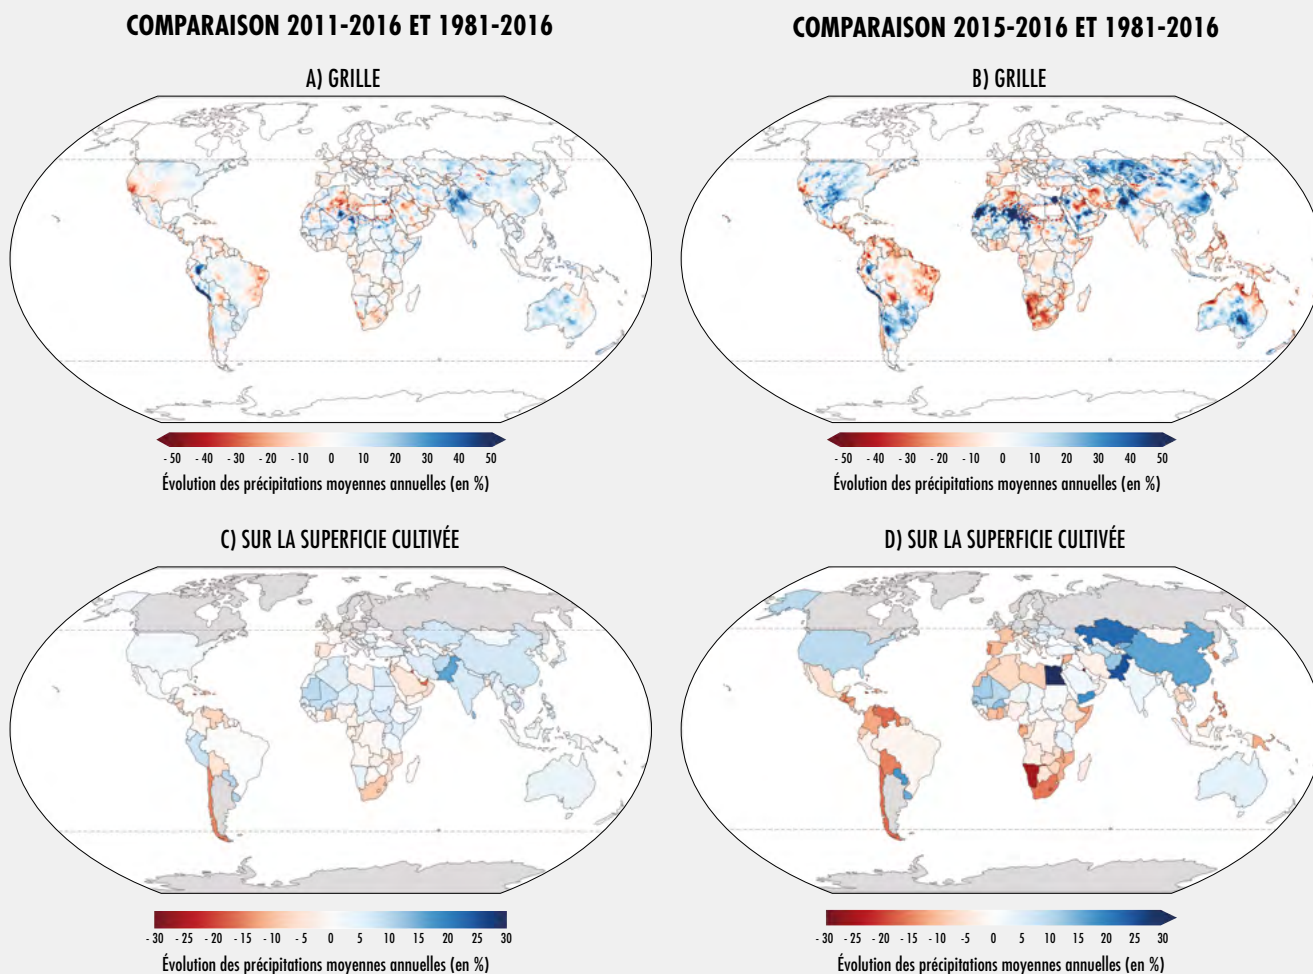 COMPARAISON 2011-2016 ET 1981-2016
COMPARAISON 2015-2016 ET 1981-2016
A) GRILLE
B) GRILLE
- 50 - 40 - 30 - 20 - 10 0 10 20 30 40 50
Évolution des précipitations moyennes annuelles (en %)
- 50 - 40 - 30 - 20 - 10 0 10 20 30 40 50
Évolution des précipitations moyennes annuelles (en %)
C) SUR LA SUPERFICIE CULTIVÉE
D) SUR LA SUPERFICIE CULTIVÉE
- 30 - 25 - 20 - 15 - 10 - 5 0 5 10 15 20 25 30
Évolution des précipitations moyennes annuelles (en %)
- 30 - 25 - 20 - 15 - 10 - 5 0 5 10 15 20 25 30
Évolution des précipitations moyennes annuelles (en %)